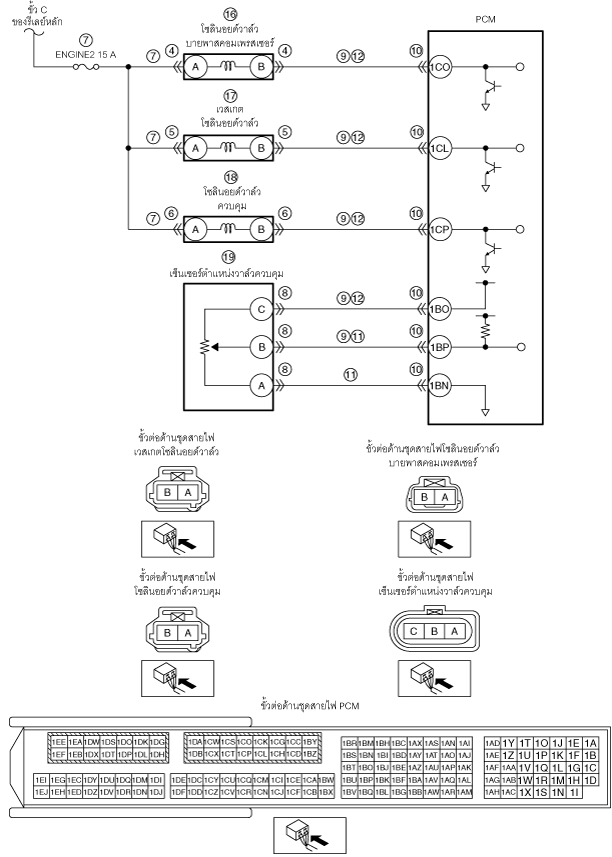 ขั้ว C
ของรีเลย์หลัก
⑦
ENGINE2 15 A
⑯
โซลินอยด์วาล์ว
บายพาสคอมเพรสเซอร์
PCM
⑦ ④ A B ④ ⑨⑫ ⑩ 1CO
⑰
เวสเกต
โซลินอยด์วาล์ว
⑦ ⑤ A B ⑤ ⑨⑫ ⑩ 1CL
⑱
โซลินอยด์วาล์ว
ควบคุม
⑦ ⑥ A B ⑥ ⑨⑫ ⑩ 1CP
⑲
เซ็นเซอร์ตำแหน่งวาล์วควบคุม
C ⑧ ⑨⑫ ⑩ 1BO
B ⑧ ⑨⑪ ⑩ 1BP
A ⑧ ⑪ ⑩ 1BN
ขั้วต่อด้านชุดสายไฟ
เวสเกตโซลินอยด์วาล์ว
B A
ขั้วต่อด้านชุดสายไฟโซลินอยด์วาล์ว
บายพาสคอมเพรสเซอร์
B A
ขั้วต่อด้านชุดสายไฟ
โซลินอยด์วาล์วควบคุม
B A
ขั้วต่อด้านชุดสายไฟ
เซ็นเซอร์ตำแหน่งวาล์วควบคุม
C B A
ขั้วต่อด้านชุดสายไฟ PCM
1EE 1EA 1DW 1DS 1DO 1DK 1DG
1EF 1EB 1DX 1DT 1DP 1DL 1DH
1EI 1EG 1EC 1DY 1DU 1DQ 1DM 1DI
1EJ 1EH 1ED 1DZ 1DV 1DR 1DN 1DJ
1DA 1CW 1CS 1CO 1CK 1CG 1CC 1BY
1DB 1CX 1CT 1CP 1CL 1CH 1CD 1BZ
1DE 1DC 1CY 1CU 1CQ 1CM 1CI 1CE 1CA 1BW
1DF 1DD 1CZ 1CV 1CR 1CN 1CJ 1CF 1CB 1BX
1BR 1BM 1BH 1BC 1AX 1AS 1AN 1AI
1BS 1BN 1BI 1BD 1AY 1AT 1AO 1AJ
1BT 1BO 1BJ 1BE 1AZ 1AU 1AP 1AK
1BU 1BP 1BK 1BF 1BA 1AV 1AQ 1AL
1BV 1BQ 1BL 1BG 1BB 1AW 1AR 1AM
1AD 1Y 1T 1O 1J 1E 1A
1AE 1Z 1U 1P 1K 1F 1B
1AF 1AA 1V 1Q 1L 1G 1C
1AG 1AB 1W 1R 1M 1H 1D
1AH 1AC 1X 1S 1N 1I